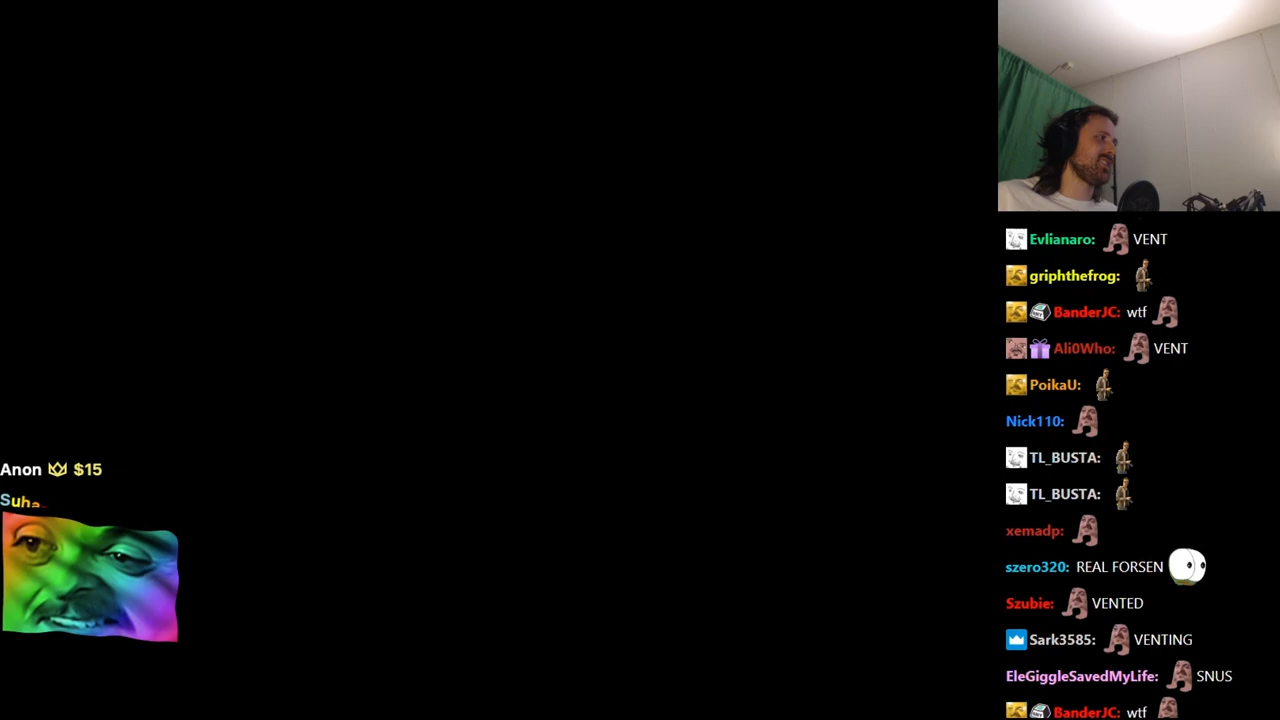 Evlianaro: VENT
griphthefrog:
BanderJC: wtf
Ali0Who: VENT
PoikaU:
Nick110:
TL_BUSTA:
TL_BUSTA:
xemadp:
szero320: REAL FORSEN
Szubie: VENTED
Sark3585: VENTING
EleGiggleSavedMyLife: SNUS
BanderJC: wtf
Anon $15